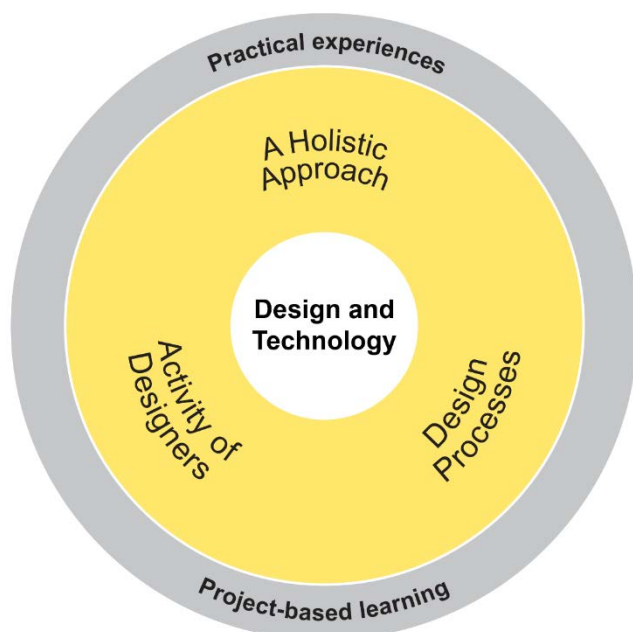 Practical experiences
A Holistic
Approach
Design and
Technology
Activity of
Designers
Design
Processes
Project-based learning